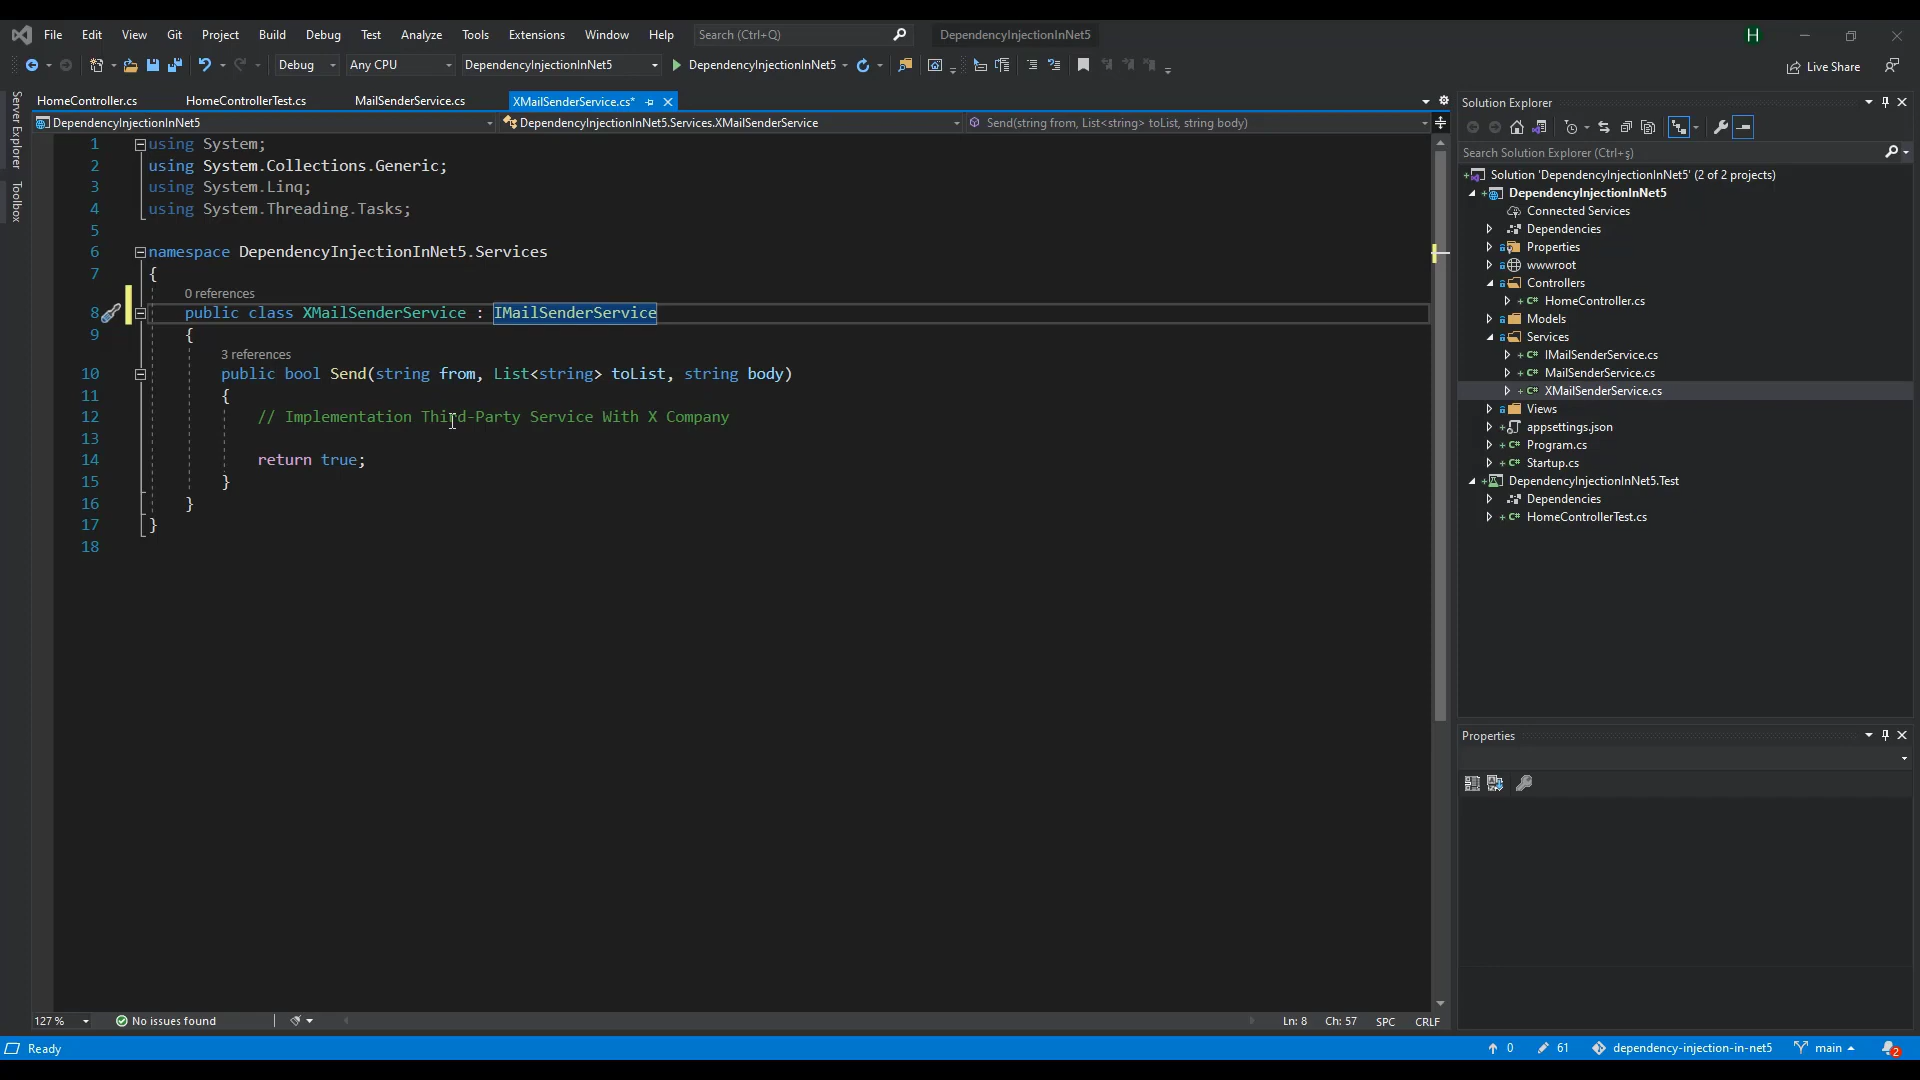 File Edit View Git Project Build Debug Test Analyze Tools Extensions Window Help Search (Ctrl+Q) DependencyInjectionInNet5 H
Debug Any CPU DependencyInjectionInNet5 DependencyInjectionInNet5 Live Share
Server Explorer
Toolbox
HomeController.cs HomeControllerTest.cs MailSenderService.cs XMailSenderService.cs*
DependencyInjectionInNet5 DependencyInjectionInNet5.Services.XMailSenderService Send(string from, List<string> toList, string body)
1 using System;
2 using System.Collections.Generic;
3 using System.Linq;
4 using System.Threading.Tasks;
5
6 namespace DependencyInjectionInNet5.Services
7 {
0 references
8 public class XMailSenderService : IMailSenderService
9 {
3 references
10 public bool Send(string from, List<string> toList, string body)
11 {
12 // Implementation Third-Party Service With X Company
13
14 return true;
15 }
16 }
17 }
18
127 % No issues found Ln: 8 Ch: 57 SPC CRLF
Solution Explorer
Search Solution Explorer (Ctrl+ş)
Solution 'DependencyInjectionInNet5' (2 of 2 projects)
DependencyInjectionInNet5
Connected Services
Dependencies
Properties
wwwroot
Controllers
C# HomeController.cs
Models
Services
C# IMailSenderService.cs
C# MailSenderService.cs
C# XMailSenderService.cs
Views
appsettings.json
C# Program.cs
C# Startup.cs
DependencyInjectionInNet5.Test
Dependencies
C# HomeControllerTest.cs
Properties
Ready 0 61 dependency-injection-in-net5 main 2